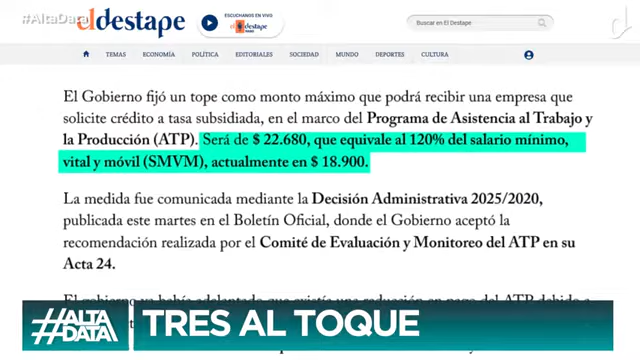 #AltaData
eldestape
ESCUCHANOS EN VIVO
el destape
RADIO
Buscar en El Destape
TEMAS ECONOMÍA POLÍTICA EDITORIALES SOCIEDAD MUNDO DEPORTES CULTURA
El Gobierno fijó un tope como monto máximo que podrá recibir una empresa que
solicite crédito a tasa subsidiada, en el marco del Programa de Asistencia al Trabajo y
la Producción (ATP). Será de $ 22.680, que equivale al 120% del salario mínimo,
vital y móvil (SMVM), actualmente en $ 18.900.
La medida fue comunicada mediante la Decisión Administrativa 2025/2020,
publicada este martes en el Boletín Oficial, donde el Gobierno aceptó la
recomendación realizada por el Comité de Evaluación y Monitoreo del ATP en su
Acta 24.
#ALTA
DATA
TRES AL TOQUE